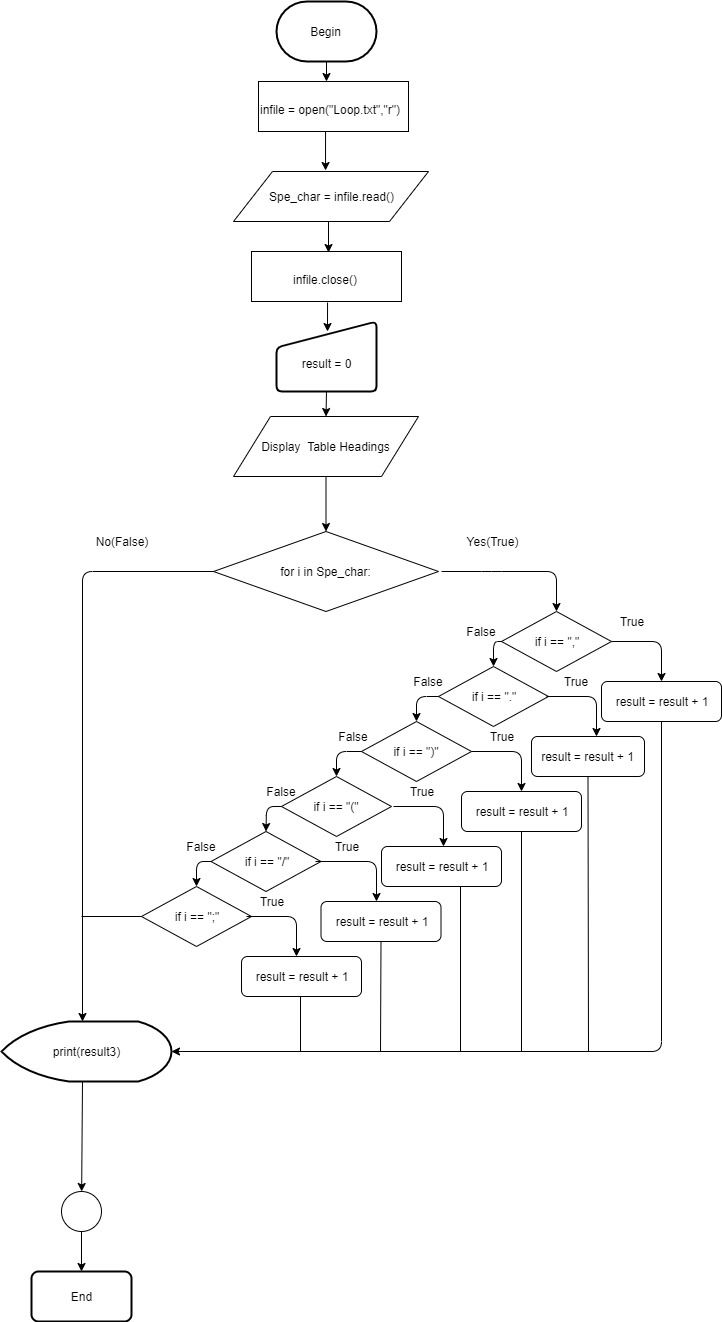 Begin
infile = open("Loop.txt","r")
Spe_char = infile.read()
infile.close()
result = 0
Display  Table Headings
No(False)
Yes(True)
for i in Spe_char:
False
True
if i == ","
False
True
result = result + 1
if i == "."
False
True
result = result + 1
if i == ")"
False
True
result = result + 1
if i == "("
False
True
result = result + 1
if i == "/"
True
result = result + 1
if i == ";"
result = result + 1
print(result3)
End